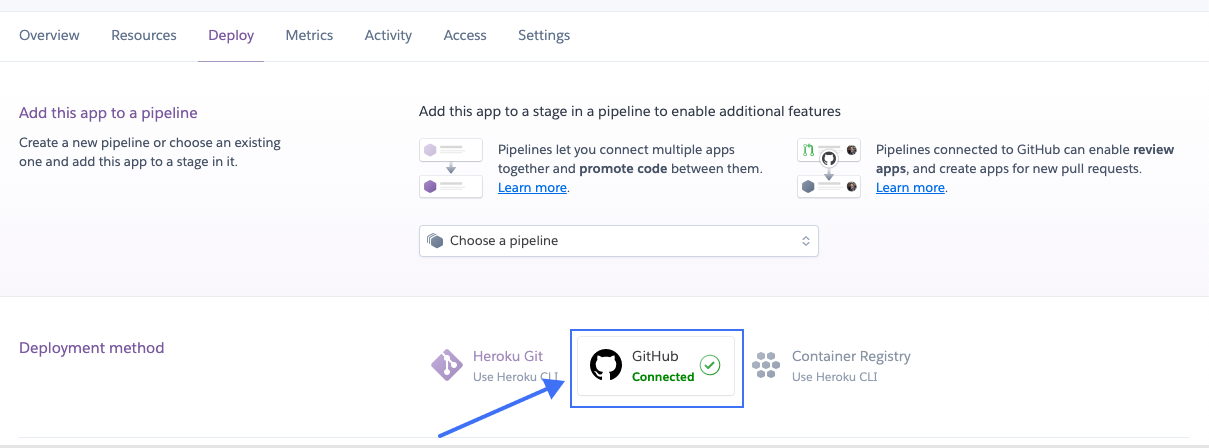 Overview Resources Deploy Metrics Activity Access Settings
Add this app to a pipeline
Create a new pipeline or choose an existing
one and add this app to a stage in it.
Add this app to a stage in a pipeline to enable additional features
Pipelines let you connect multiple apps
together and promote code between them.
Learn more.
Pipelines connected to GitHub can enable review
apps, and create apps for new pull requests.
Learn more.
Choose a pipeline
Deployment method
Heroku Git
Use Heroku CLI
GitHub
Connected
Container Registry
Use Heroku CLI